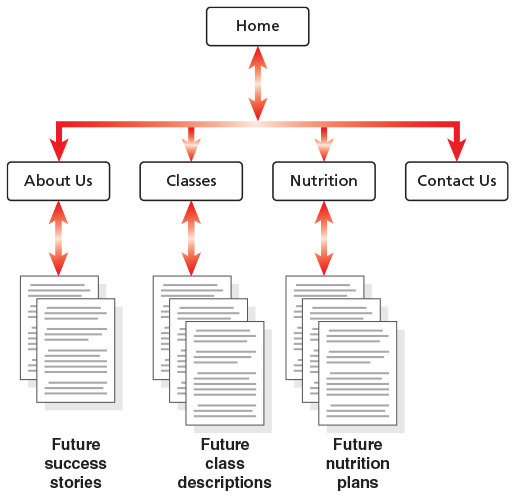 Home
About Us
Classes
Nutrition
Contact Us
Future
success
stories
Future
class
descriptions
Future
nutrition
plans